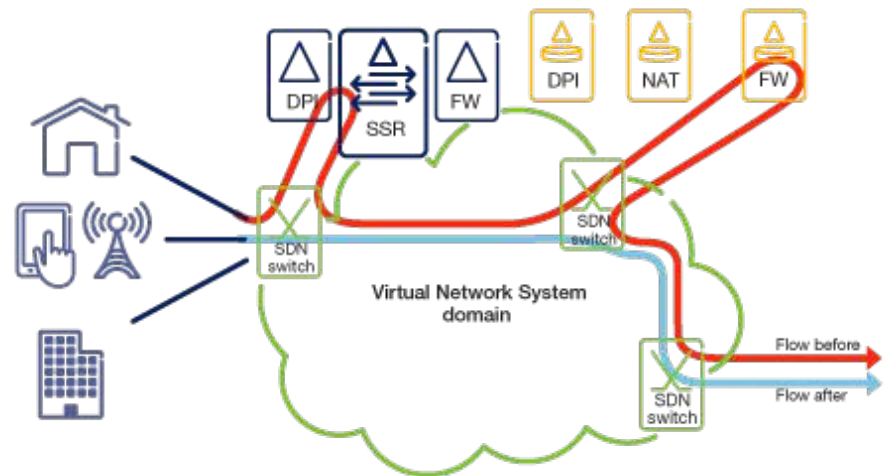 DPI
SSR
FW
DPI
NAT
FW
SDN
switch
SDN
switch
Virtual Network System
domain
Flow before
SDN
switch
Flow after